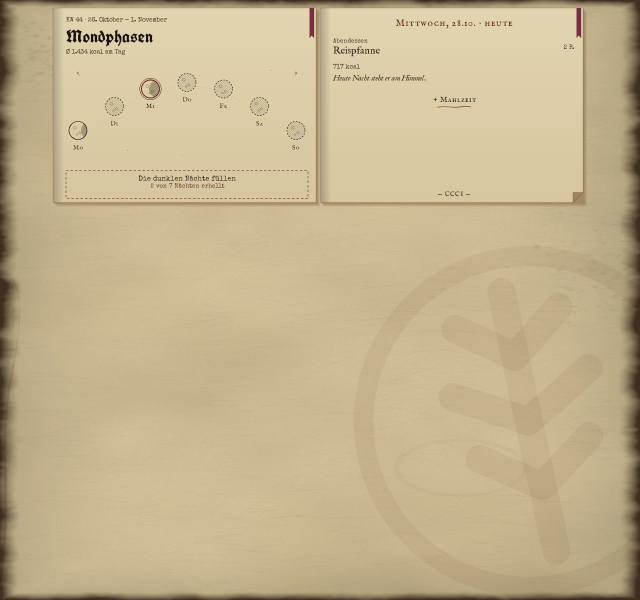 KW 44 · 26. Oktober – 1. November
Mondphasen
Ø 1.434 kcal am Tag
‹ ›
Mo
Di
Mi
Do
Fr
Sa
So
Die dunklen Nächte füllen
2 von 7 Nächten erhellt
Mittwoch, 28.10. · heute
Abendessen
Reispfanne
2 P.
717 kcal
Heute Nacht steht er am Himmel.
+ Mahlzeit
— CCCI —